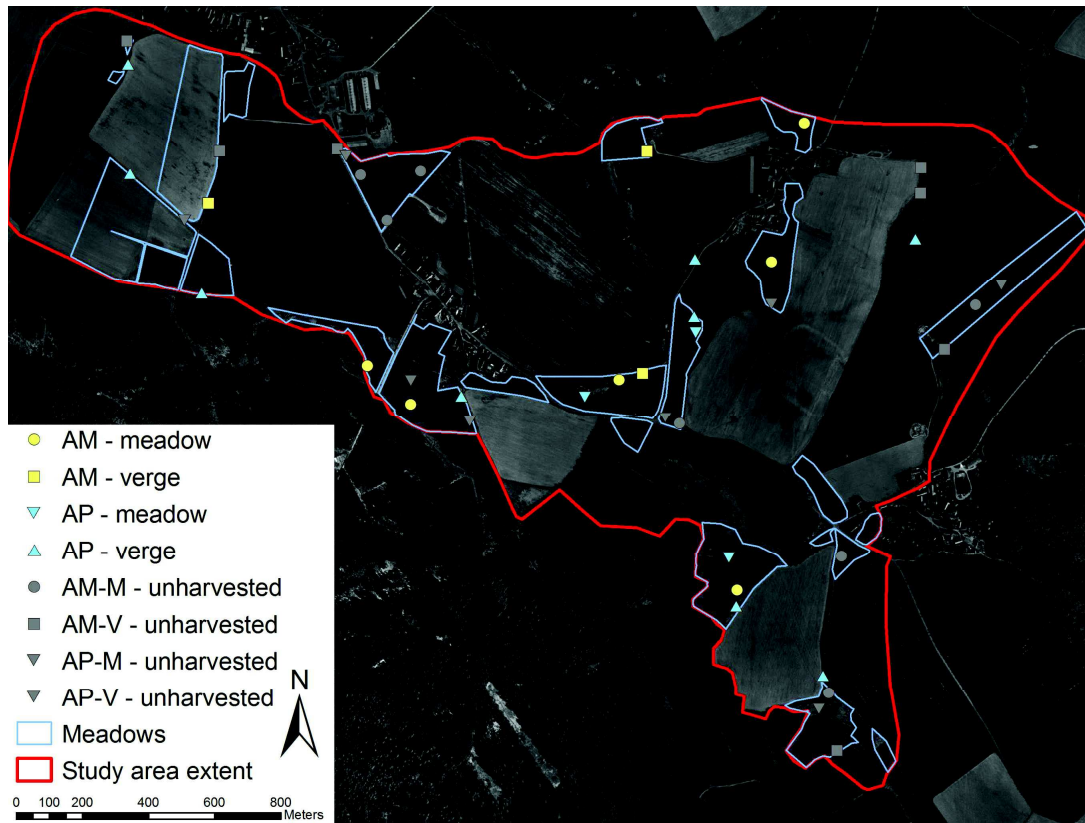 AM - meadow
AM - verge
AP - meadow
AP - verge
AM-M - unharvested
AM-V - unharvested
AP-M - unharvested
AP-V - unharvested
N
Meadows
Study area extent
0 100 200 400 600 800
Meters